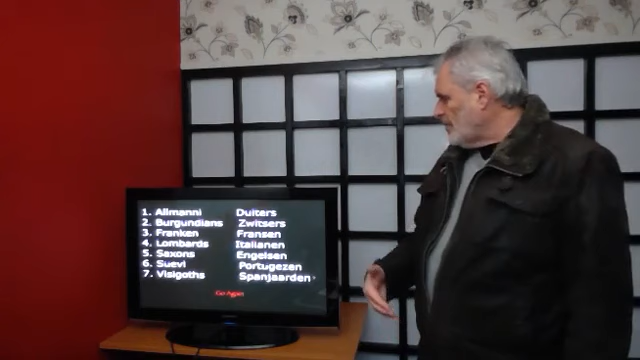 1. Allmanni Duiters
2. Burgundians Zwitsers
3. Franken Fransen
4. Lombards Italianen
5. Saxons Engelsen
6. Suevi Portugezen
7. Visigoths Spanjaarden
Go Again